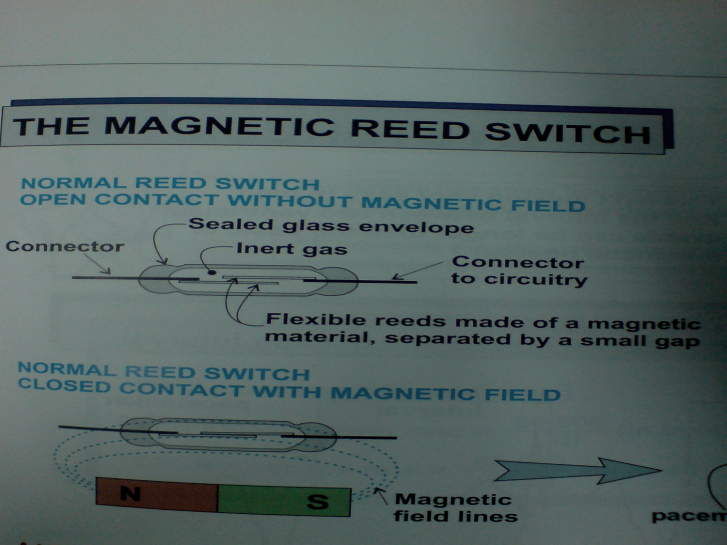 THE MAGNETIC REED SWITCH
NORMAL REED SWITCH
OPEN CONTACT WITHOUT MAGNETIC FIELD
Sealed glass envelope
Connector
Inert gas
Connector
to circuitry
Flexible reeds made of a magnetic
material, separated by a small gap
NORMAL REED SWITCH
CLOSED CONTACT WITH MAGNETIC FIELD
N
S
Magnetic
field lines